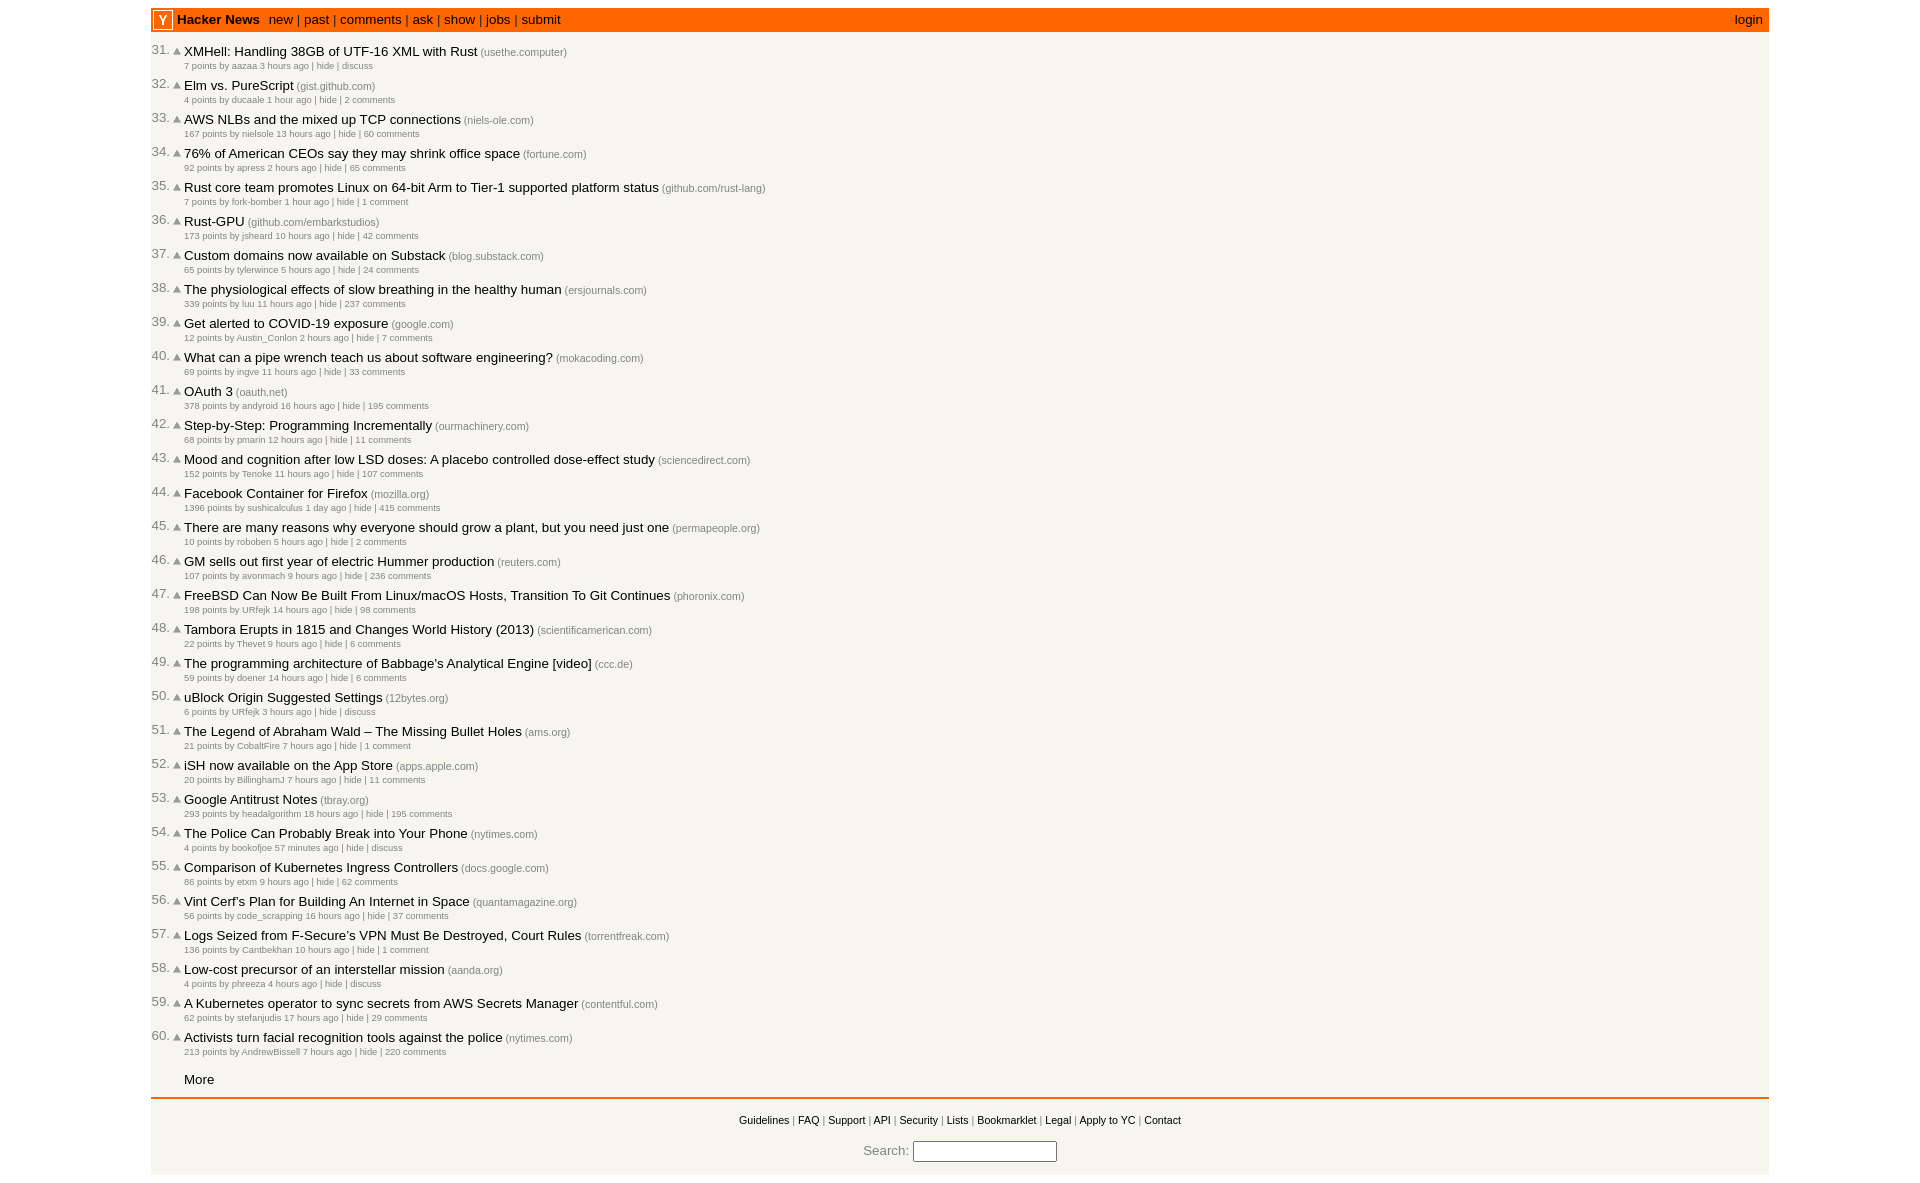 Y Hacker News new | past | comments | ask | show | jobs | submit login
31. XMHell: Handling 38GB of UTF-16 XML with Rust (usethe.computer)
7 points by aazaa 3 hours ago | hide | discuss
32. Elm vs. PureScript (gist.github.com)
4 points by ducaale 1 hour ago | hide | 2 comments
33. AWS NLBs and the mixed up TCP connections (niels-ole.com)
167 points by nielsole 13 hours ago | hide | 60 comments
34. 76% of American CEOs say they may shrink office space (fortune.com)
92 points by apress 2 hours ago | hide | 65 comments
35. Rust core team promotes Linux on 64-bit Arm to Tier-1 supported platform status (github.com/rust-lang)
7 points by fork-bomber 1 hour ago | hide | 1 comment
36. Rust-GPU (github.com/embarkstudios)
173 points by jsheard 10 hours ago | hide | 42 comments
37. Custom domains now available on Substack (blog.substack.com)
65 points by tylerwince 5 hours ago | hide | 24 comments
38. The physiological effects of slow breathing in the healthy human (ersjournals.com)
339 points by luu 11 hours ago | hide | 237 comments
39. Get alerted to COVID-19 exposure (google.com)
12 points by Austin_Conlon 2 hours ago | hide | 7 comments
40. What can a pipe wrench teach us about software engineering? (mokacoding.com)
69 points by ingve 11 hours ago | hide | 33 comments
41. OAuth 3 (oauth.net)
378 points by andyroid 16 hours ago | hide | 195 comments
42. Step-by-Step: Programming Incrementally (ourmachinery.com)
68 points by pmarin 12 hours ago | hide | 11 comments
43. Mood and cognition after low LSD doses: A placebo controlled dose-effect study (sciencedirect.com)
152 points by Tenoke 11 hours ago | hide | 107 comments
44. Facebook Container for Firefox (mozilla.org)
1396 points by sushicalculus 1 day ago | hide | 415 comments
45. There are many reasons why everyone should grow a plant, but you need just one (permapeople.org)
10 points by roboben 5 hours ago | hide | 2 comments
46. GM sells out first year of electric Hummer production (reuters.com)
107 points by avonmach 9 hours ago | hide | 236 comments
47. FreeBSD Can Now Be Built From Linux/macOS Hosts, Transition To Git Continues (phoronix.com)
198 points by URfejk 14 hours ago | hide | 98 comments
48. Tambora Erupts in 1815 and Changes World History (2013) (scientificamerican.com)
22 points by Thevet 9 hours ago | hide | 6 comments
49. The programming architecture of Babbage's Analytical Engine [video] (ccc.de)
59 points by doener 14 hours ago | hide | 6 comments
50. uBlock Origin Suggested Settings (12bytes.org)
6 points by URfejk 3 hours ago | hide | discuss
51. The Legend of Abraham Wald – The Missing Bullet Holes (ams.org)
21 points by CobaltFire 7 hours ago | hide | 1 comment
52. iSH now available on the App Store (apps.apple.com)
20 points by BillinghamJ 7 hours ago | hide | 11 comments
53. Google Antitrust Notes (tbray.org)
293 points by headalgorithm 18 hours ago | hide | 195 comments
54. The Police Can Probably Break into Your Phone (nytimes.com)
4 points by bookofjoe 57 minutes ago | hide | discuss
55. Comparison of Kubernetes Ingress Controllers (docs.google.com)
86 points by etxm 9 hours ago | hide | 62 comments
56. Vint Cerf's Plan for Building An Internet in Space (quantamagazine.org)
56 points by code_scrapping 16 hours ago | hide | 37 comments
57. Logs Seized from F-Secure's VPN Must Be Destroyed, Court Rules (torrentfreak.com)
136 points by Cantbekhan 10 hours ago | hide | 1 comment
58. Low-cost precursor of an interstellar mission (aanda.org)
4 points by phreeza 4 hours ago | hide | discuss
59. A Kubernetes operator to sync secrets from AWS Secrets Manager (contentful.com)
62 points by stefanjudis 17 hours ago | hide | 29 comments
60. Activists turn facial recognition tools against the police (nytimes.com)
213 points by AndrewBissell 7 hours ago | hide | 220 comments
More
Guidelines | FAQ | Support | API | Security | Lists | Bookmarklet | Legal | Apply to YC | Contact
Search: